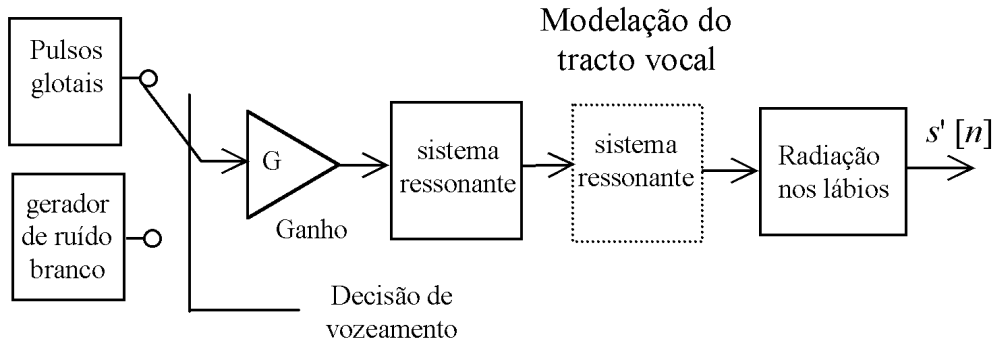 Modelação do
tracto vocal
Pulsos
glotais
gerador
de ruído
branco
G
Ganho
Decisão de
vozeamento
sistema
ressonante
sistema
ressonante
Radiação
nos lábios
s' [n]